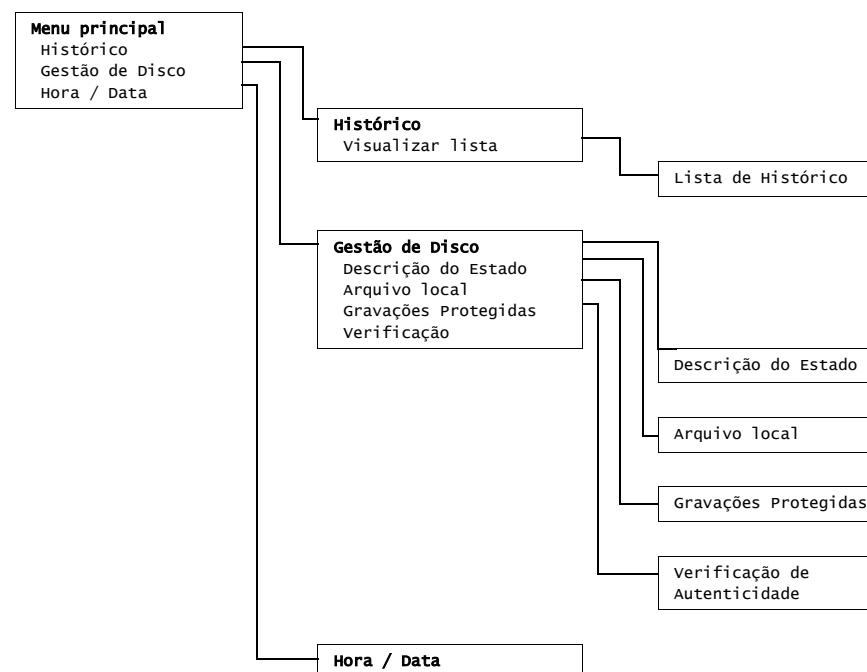 Menu principal
Histórico
Gestão de Disco
Hora / Data
Histórico
Visualizar lista
Lista de Histórico
Gestão de Disco
Descrição do Estado
Arquivo local
Gravações Protegidas
Verificação
Descrição do Estado
Arquivo local
Gravações Protegidas
Verificação de
Autenticidade
Hora / Data